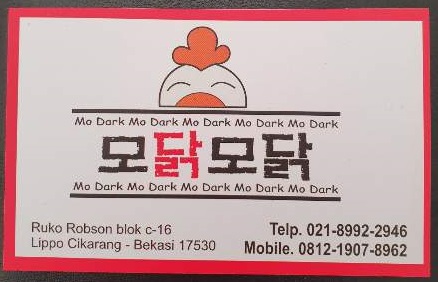 Mo Dark Mo Dark Mo Dark Mo Dark Mo Dark
모닭모닭
Mo Dark Mo Dark Mo Dark Mo Dark Mo Dark
Ruko Robson blok c-16
Lippo Cikarang - Bekasi 17530
Telp. 021-8992-2946
Mobile. 0812-1907-8962